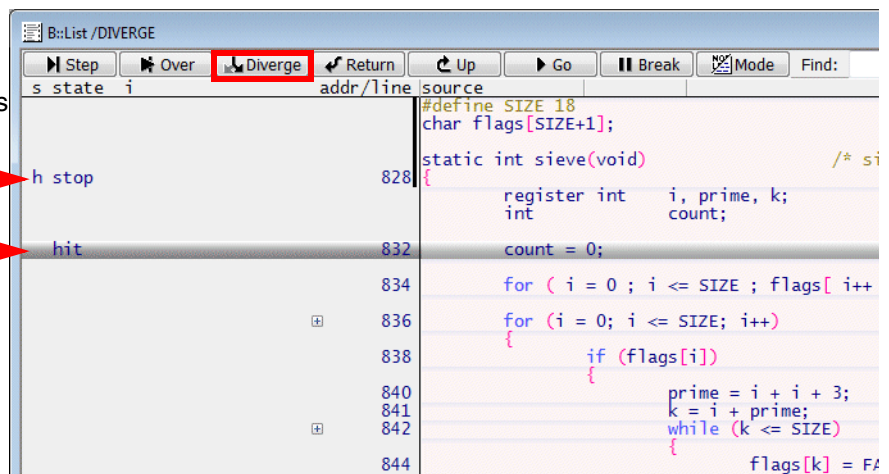 B::List /DIVERGE
Step Over Diverge Return Up Go Break Mode Find:
s state i addr/line source
s
#define SIZE 18
char flags[SIZE+1];
static int sieve(void) /* si
h stop 828 {
register int i, prime, k;
int count;
hit 832 count = 0;
834 for ( i = 0 ; i <= SIZE ; flags[ i++
836 for (i = 0; i <= SIZE; i++)
{
838 if (flags[i])
{
840 prime = i + i + 3;
841 k = i + prime;
842 while (k <= SIZE)
{
844 flags[k] = FA